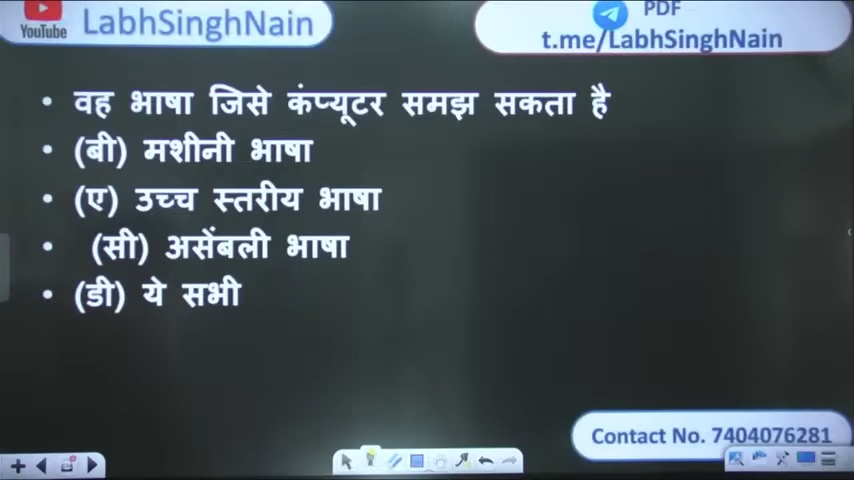 YouTube
LabhSinghNain
PDF
t.me/LabhSinghNain
• वह भाषा जिसे कंप्यूटर समझ सकता है
• (बी) मशीनी भाषा
• (ए) उच्च स्तरीय भाषा
• (सी) असेंबली भाषा
• (डी) ये सभी
Contact No. 7404076281